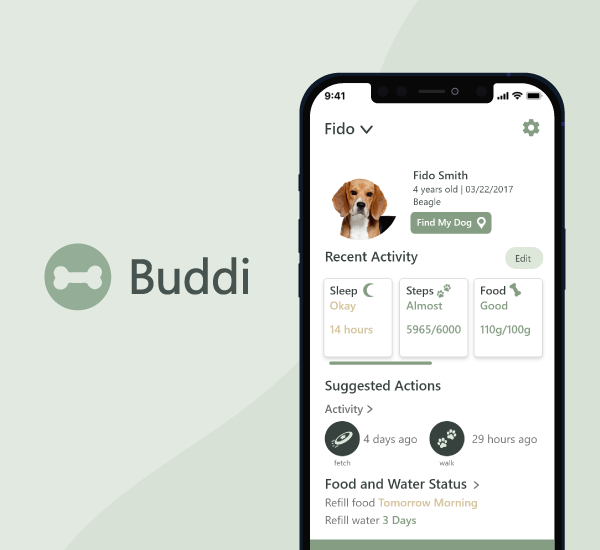 Buddi
9:41
Fido
Fido Smith
4 years old | 03/22/2017
Beagle
Find My Dog
Recent Activity
Edit
Sleep
Okay
14 hours
Steps
Almost
5965/6000
Food
Good
110g/100g
Suggested Actions
Activity >
4 days ago
29 hours ago
fetch
walk
Food and Water Status >
Refill food Tomorrow Morning
Refill water 3 Days